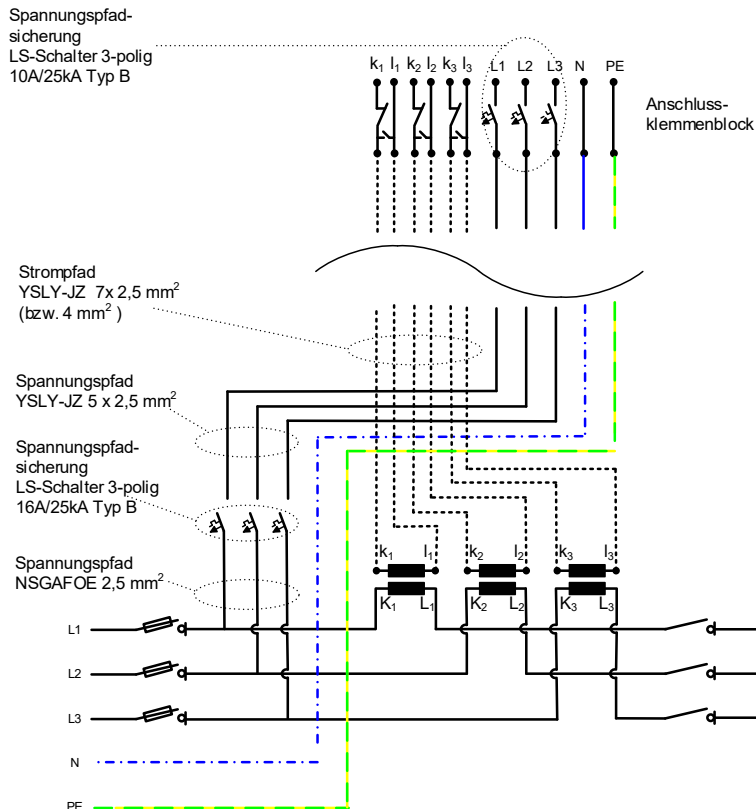 Spannungspfad-
sicherung
LS-Schalter 3-polig
10A/25kA Typ B
k1 l1 k2 l2 k3 l3 L1 L2 L3 N PE
Anschluss-
klemmenblock
Strompfad
YSLY-JZ 7x 2,5 mm²
(bzw. 4 mm² )
Spannungspfad
YSLY-JZ 5 x 2,5 mm²
Spannungspfad-
sicherung
LS-Schalter 3-polig
16A/25kA Typ B
Spannungspfad
NSGAFOE 2,5 mm²
k1 l1 k2 l2 k3 l3
K1 L1 K2 L2 K3 L3
L1
L2
L3
N
PE